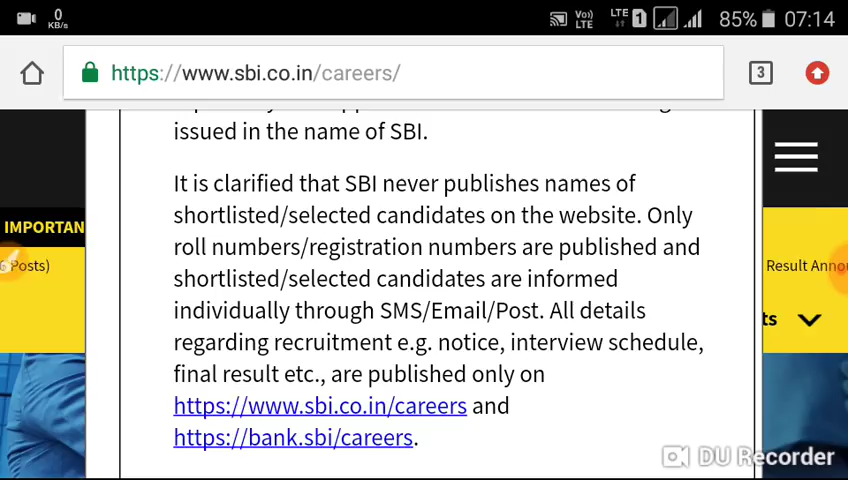 0
KB/s
Vo))
LTE
LTE
1
85%
07:14
https://www.sbi.co.in/careers/
3
issued in the name of SBI.
It is clarified that SBI never publishes names of
shortlisted/selected candidates on the website. Only
roll numbers/registration numbers are published and
shortlisted/selected candidates are informed
individually through SMS/Email/Post. All details
regarding recruitment e.g. notice, interview schedule,
final result etc., are published only on
https://www.sbi.co.in/careers and
https://bank.sbi/careers.
IMPORTAN
6 Posts)
Result Annou
ts
DU Recorder